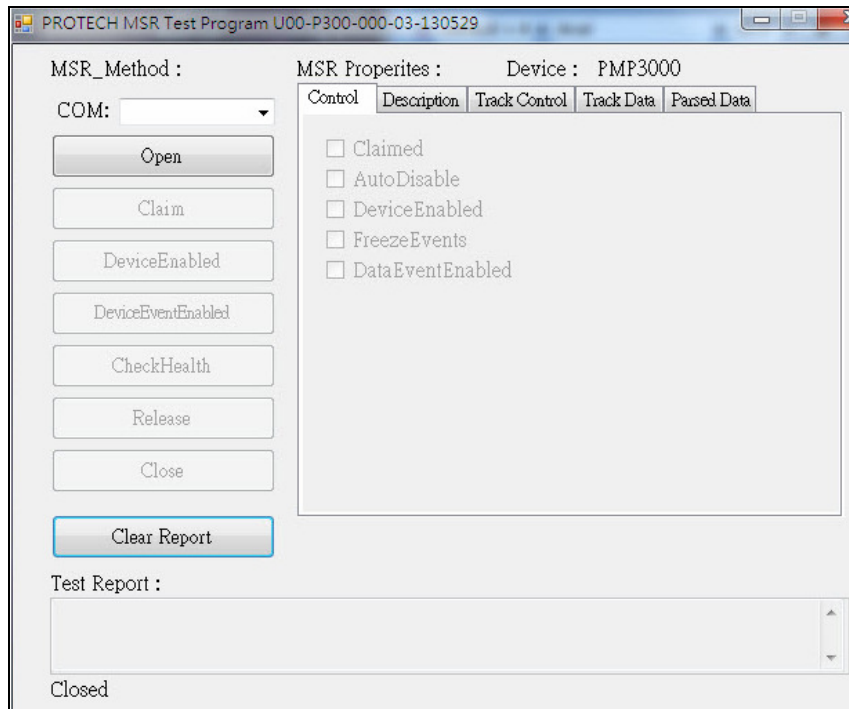 PROTECH MSR Test Program U00-P300-000-03-130529
MSR_Method :
MSR Properites :
Device : PMP3000
COM:
Control
Description
Track Control
Track Data
Parsed Data
Open
Claim
DeviceEnabled
DeviceEventEnabled
CheckHealth
Release
Close
Clear Report
Claimed
AutoDisable
DeviceEnabled
FreezeEvents
DataEventEnabled
Test Report :
Closed